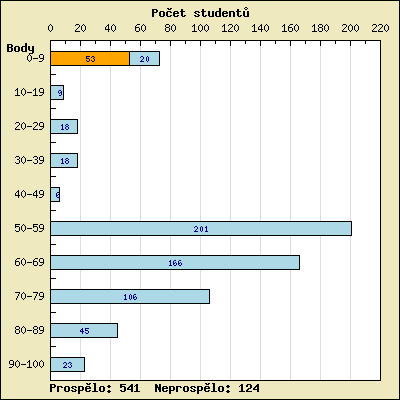 Počet studentů
0 20 40 60 80 100 120 140 160 180 200 220
Body
0-9 53 20
10-19 9
20-29 18
30-39 18
40-49 6
50-59 201
60-69 166
70-79 106
80-89 45
90-100 23
Prospělo: 541 Neprospělo: 124